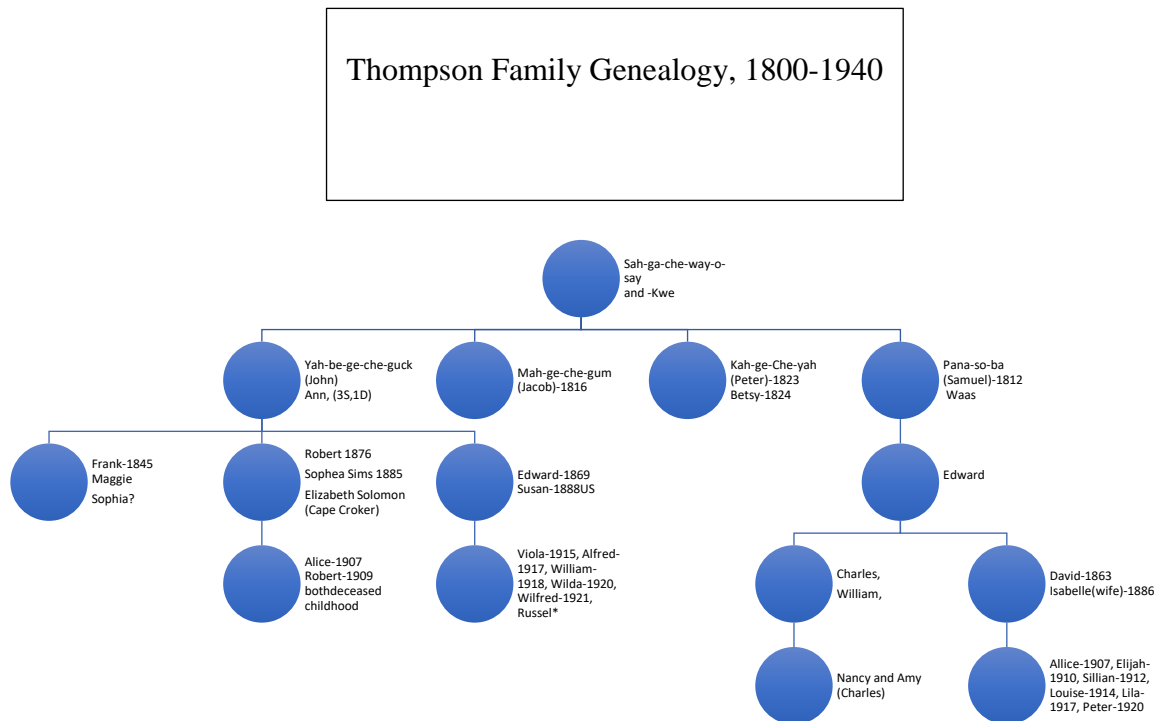 Thompson Family Genealogy, 1800-1940
Sah-ga-che-way-o-
say
and -Kwe
Yah-be-ge-che-guck
(John)
Ann, (3S,1D)
Mah-ge-che-gum
(Jacob)-1816
Kah-ge-Che-yah
(Peter)-1823
Betsy-1824
Pana-so-ba
(Samuel)-1812
Waas
Frank-1845
Maggie
Sophia?
Robert 1876
Sophea Sims 1885
Elizabeth Solomon
(Cape Croker)
Edward-1869
Susan-1888US
Edward
Alice-1907
Robert-1909
bothdeceased
childhood
Viola-1915, Alfred-
1917, William-
1918, Wilda-1920,
Wilfred-1921,
Russel*
Charles,
William,
David-1863
Isabelle(wife)-1886
Nancy and Amy
(Charles)
Allice-1907, Elijah-
1910, Sillian-1912,
Louise-1914, Lila-
1917, Peter-1920